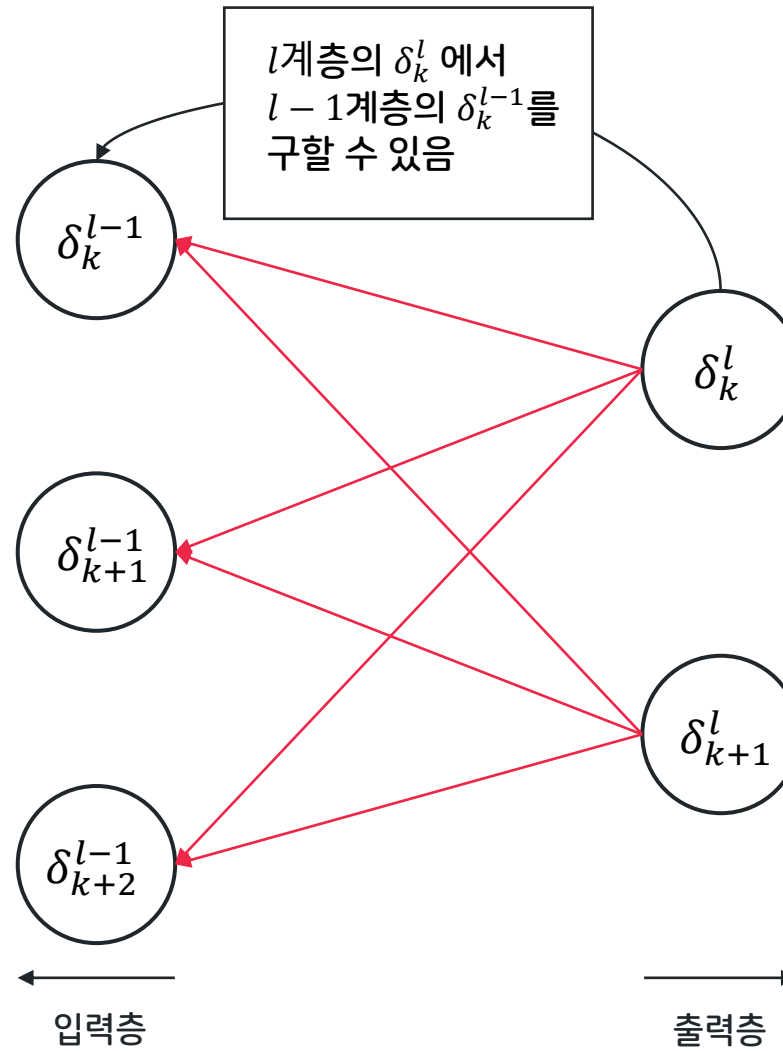 l계층의 δ_k^l 에서
l − 1계층의 δ_k^{l−1}를
구할 수 있음
δ_k^{l−1}
δ_k^l
δ_{k+1}^{l−1}
δ_{k+1}^l
δ_{k+2}^{l−1}
입력층
출력층